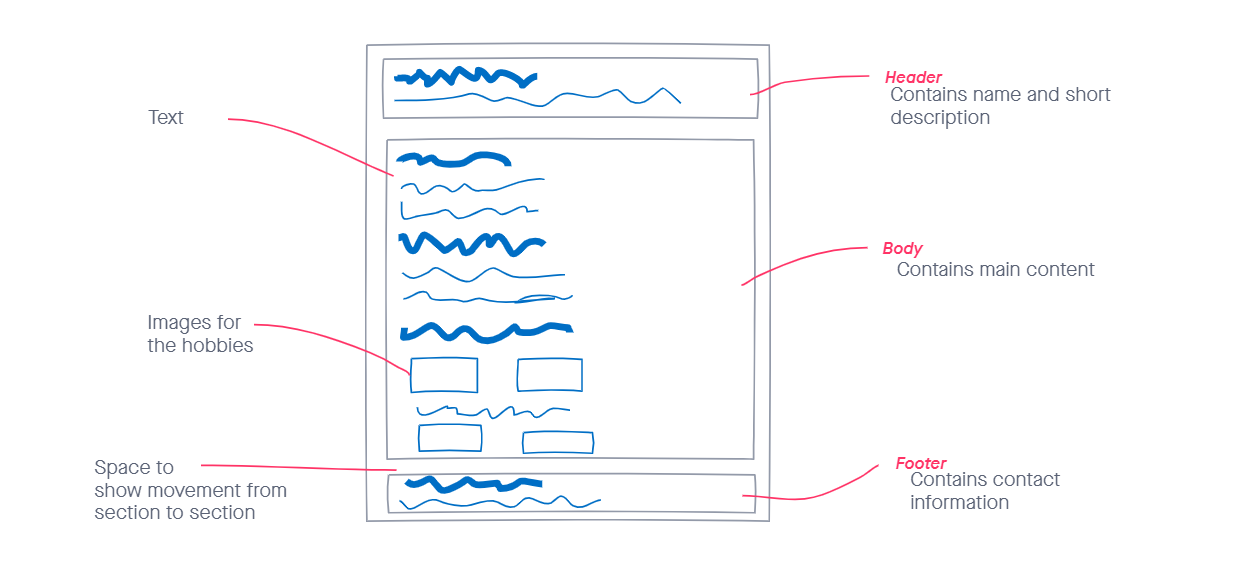 Header
Contains name and short
description
Text
Body
Contains main content
Images for
the hobbies
Space to
show movement from
section to section
Footer
Contains contact
information